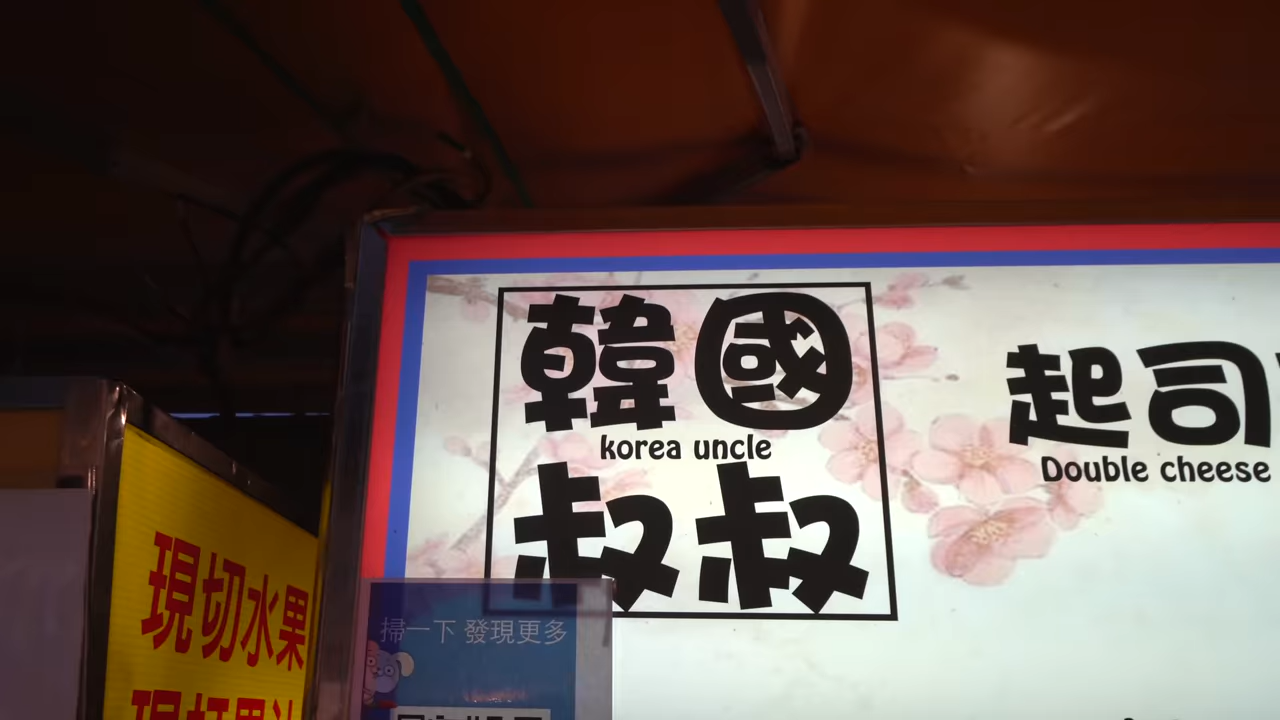 韓國
korea uncle
叔叔
起司
Double cheese
現切水果
掃一下 發現更多